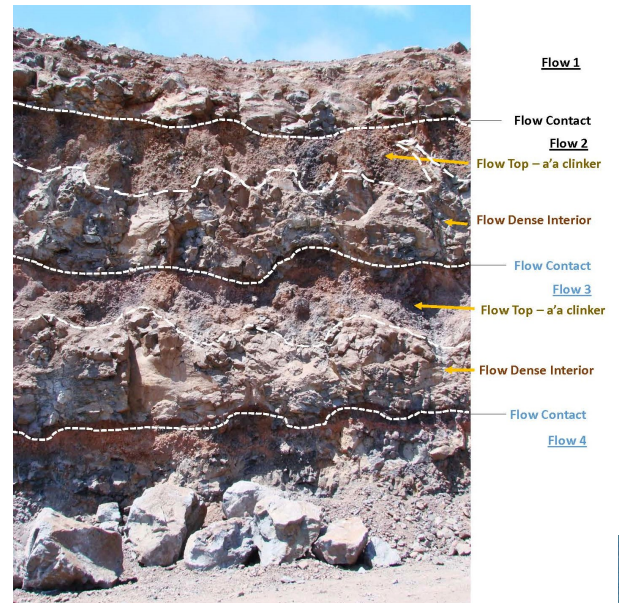 Flow 1
Flow Contact
Flow 2
Flow Top – a’a clinker
Flow Dense Interior
Flow Contact
Flow 3
Flow Top – a’a clinker
Flow Dense Interior
Flow Contact
Flow 4